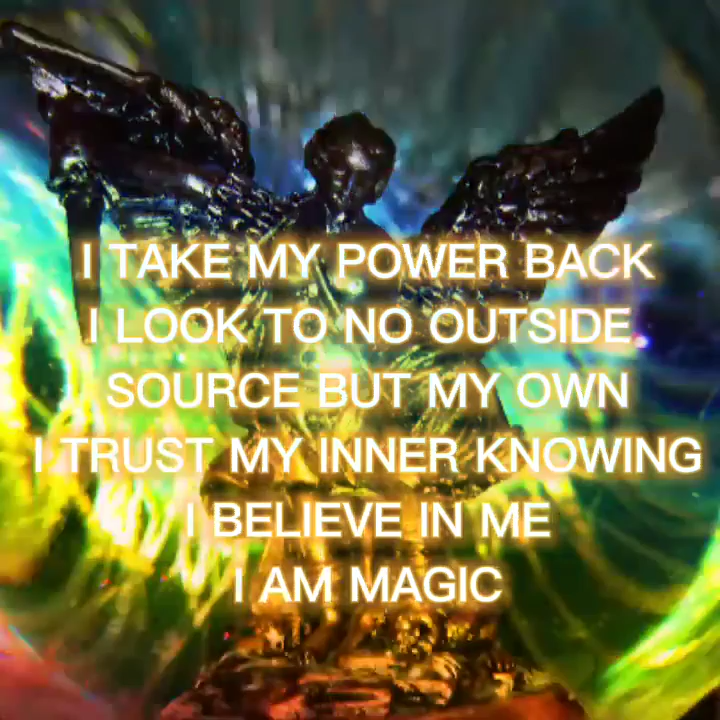 I TAKE MY POWER BACK
I LOOK TO NO OUTSIDE
SOURCE BUT MY OWN
I TRUST MY INNER KNOWING
I BELIEVE IN ME
I AM MAGIC